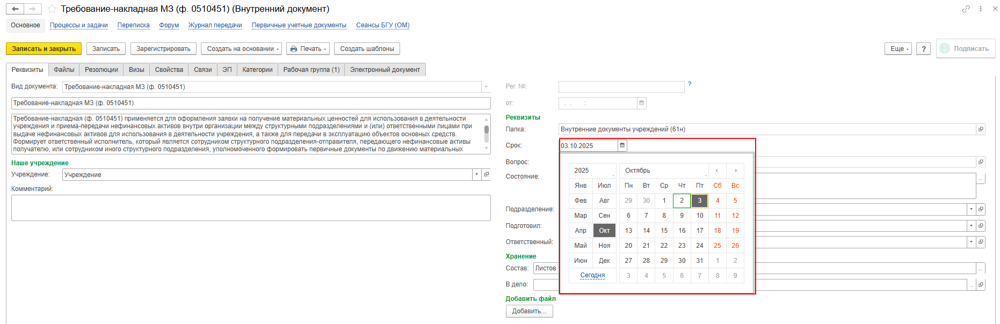 Требование-накладная МЗ (ф. 0510451) (Внутренний документ)
Основное Процессы и задачи Переписка Форум Журнал передачи Первичные учетные документы Сеансы БГУ (ОМ)
Записать и закрыть Записать Зарегистрировать Создать на основании Печать Создать шаблоны Еще ? Подписать
Реквизиты Файлы Резолюции Визы Свойства Связи ЭП Категории Рабочая группа (1) Электронный документ
Вид документа: Требование-накладная МЗ (ф. 0510451)
Требование-накладная МЗ (ф. 0510451)
Требование-накладная (ф. 0510451) применяется для оформления заявки на получение материальных ценностей для использования в деятельности
учреждения и приема-передачи нефинансовых активов внутри организации между структурными подразделениями и (или) ответственными лицами при
выдаче нефинансовых активов для использования в деятельности учреждения, а также для передачи в эксплуатацию объектов основных средств.
Формирует ответственный исполнитель, который является сотрудником структурного подразделения-отправителя, передающего нефинансовые активы
получателю, или сотрудником иного структурного подразделения, уполномоченного формировать первичные документы по движению материальных
Наше учреждение
Учреждение: Учреждение
Комментарий:
Рег. №: ?
от: . . :
Реквизиты
Папка: Внутренние документы учреждений (61н)
Срок: 03.10.2025
Вопрос:
Состояние:
Подразделение:
Подготовил:
Ответственный:
Хранение
Состав: Листов
В дело:
Добавить файл
Добавить...
2025 Октябрь ‹ ›
Янв Июл Пн Вт Ср Чт Пт Сб Вс
Фев Авг 29 30 1 2 3 4 5
Мар Сен 6 7 8 9 10 11 12
Апр Окт 13 14 15 16 17 18 19
Май Ноя 20 21 22 23 24 25 26
Июн Дек 27 28 29 30 31 1 2
Сегодня 3 4 5 6 7 8 9